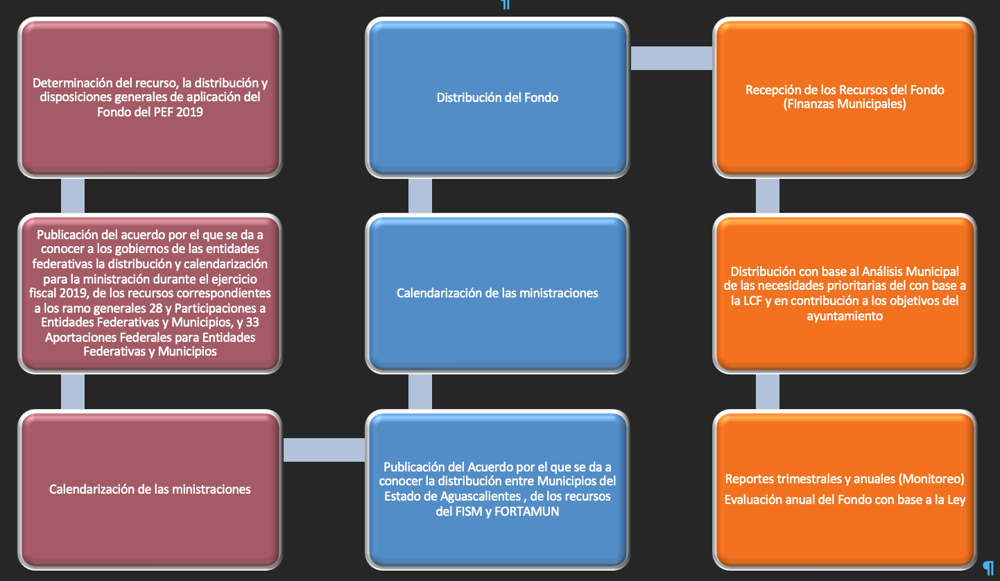 Determinación del recurso, la distribución y
disposiciones generales de aplicación del
Fondo del PEF 2019
Publicación del acuerdo por el que se da a
conocer a los gobiernos de las entidades
federativas la distribución y calendarización
para la ministración durante el ejercicio
fiscal 2019, de los recursos correspondientes
a los ramo generales 28 y Participaciones a
Entidades Federativas y Municipios, y 33
Aportaciones Federales para Entidades
Federativas y Municipios
Calendarización de las ministraciones
Publicación del Acuerdo por el que se da a
conocer la distribución entre Municipios del
Estado de Aguascalientes , de los recursos
del FISM y FORTAMUN
Calendarización de las ministraciones
Distribución del Fondo
Recepción de los Recursos del Fondo
(FInanzas Municipales)
Distribución con base al Análisis Municipal
de las necesidades prioritarias del con base a
la LCF y en contribución a los objetivos del
ayuntamiento
Reportes trimestrales y anuales (Monitoreo)
Evaluación anual del Fondo con base a la Ley